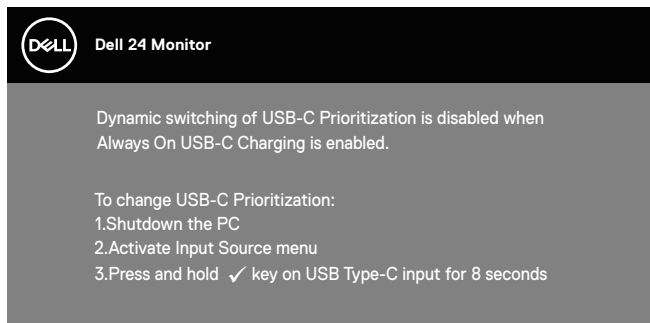 DELL
Dell 24 Monitor
Dynamic switching of USB-C Prioritization is disabled when
Always On USB-C Charging is enabled.
To change USB-C Prioritization:
1.Shutdown the PC
2.Activate Input Source menu
3.Press and hold ✓ key on USB Type-C input for 8 seconds